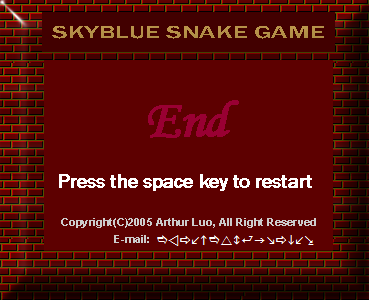 SKYBLUE SNAKE GAME
End
Press the space key to restart
Copyright(C)2005 Arthur Luo, All Right Reserved
E-mail: